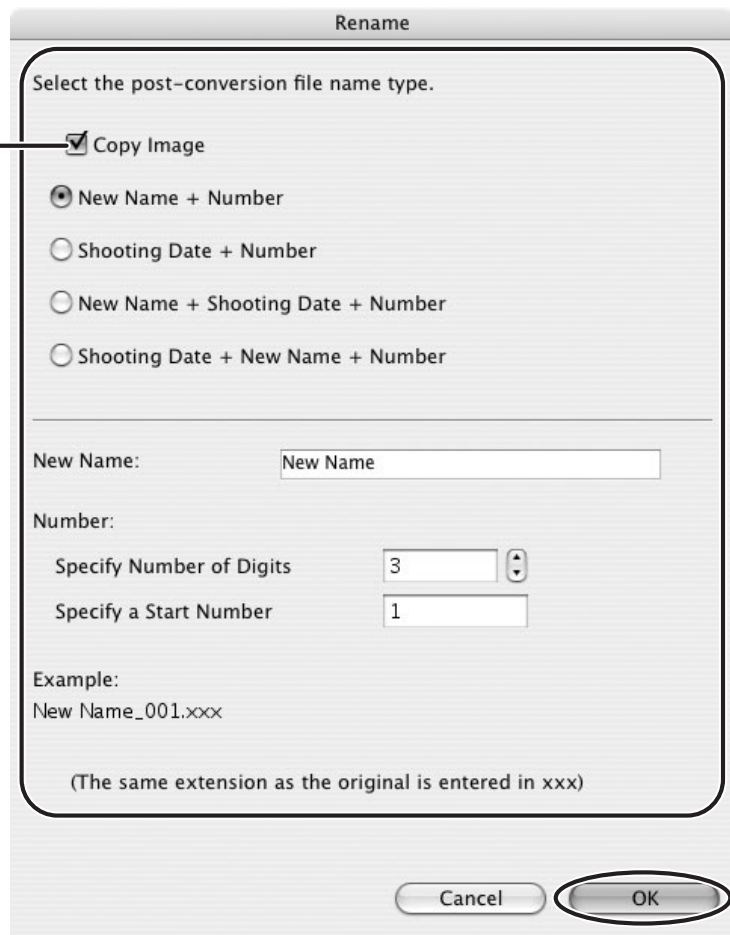 Rename
Select the post-conversion file name type.
Copy Image
New Name + Number
Shooting Date + Number
New Name + Shooting Date + Number
Shooting Date + New Name + Number
New Name: New Name
Number:
Specify Number of Digits 3
Specify a Start Number 1
Example:
New Name_001.xxx
(The same extension as the original is entered in xxx)
Cancel OK